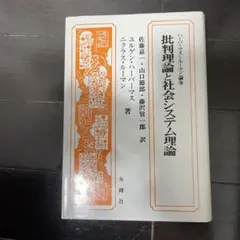 ハーバーマス=ルーマン論争
批判理論と社会システム理論
ユルゲン・ハーバーマス
ニクラス・ルーマン 著
佐藤嘉一・山口節郎・藤沢賢一郎 訳
木鐸社